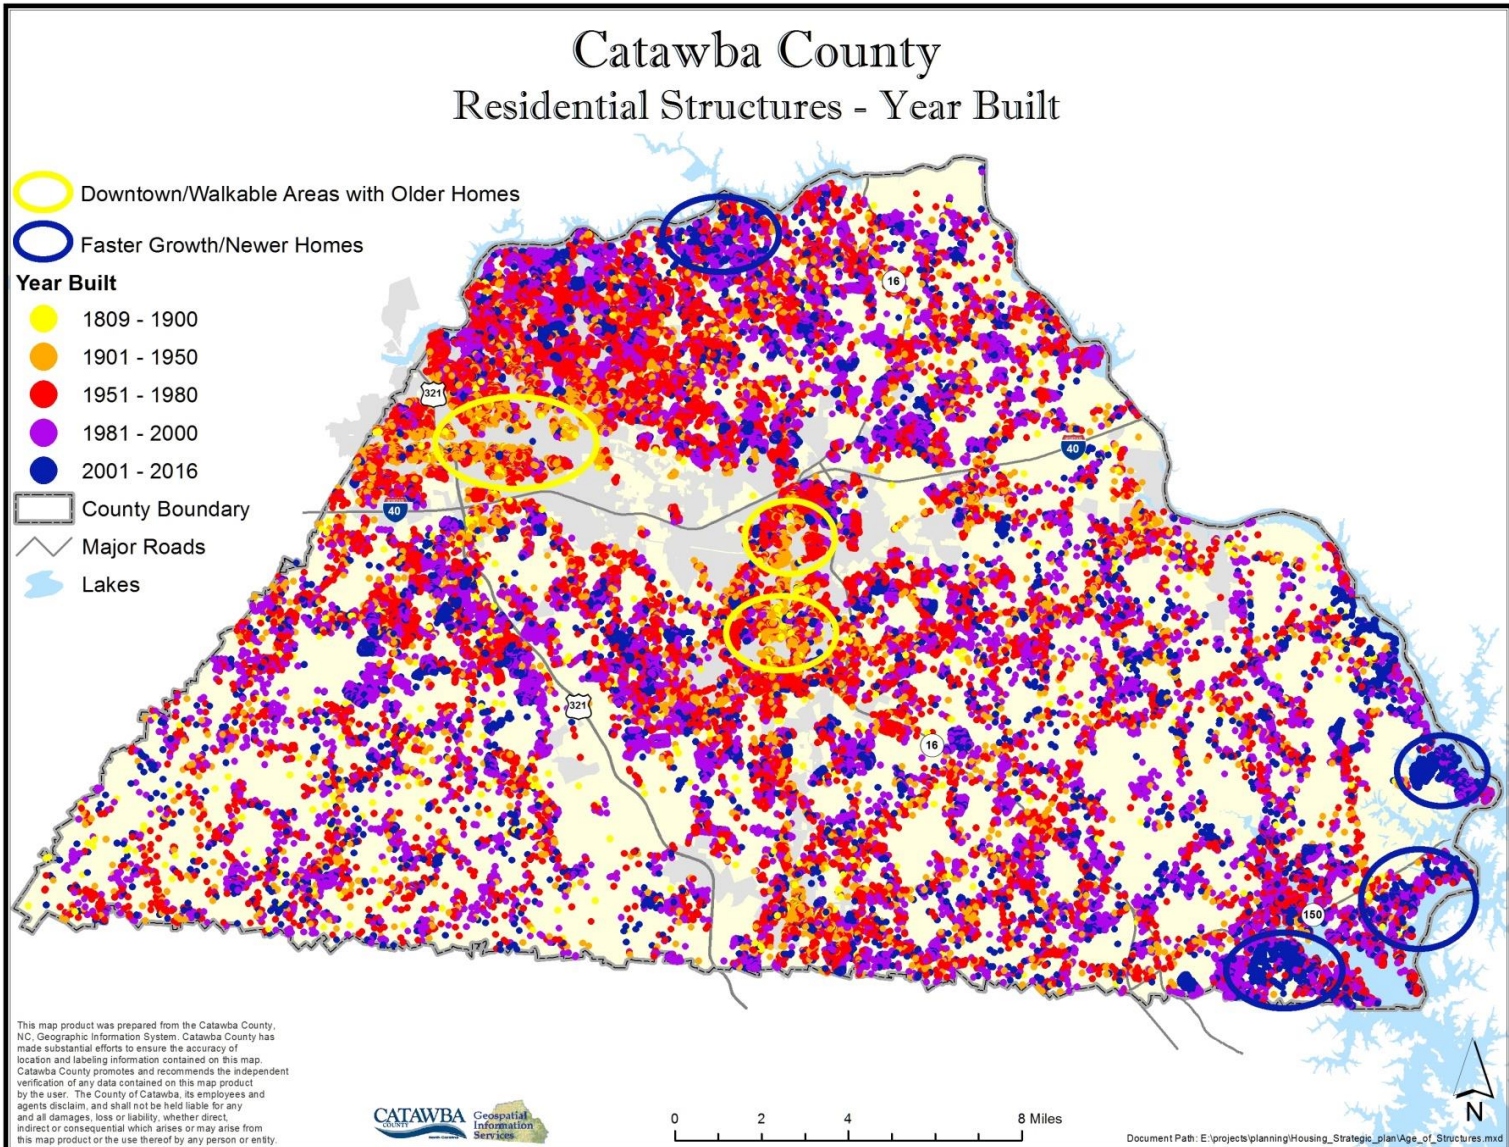 Catawba County
Residential Structures - Year Built
Downtown/Walkable Areas with Older Homes
Faster Growth/Newer Homes
Year Built
1809 - 1900
1901 - 1950
1951 - 1980
1981 - 2000
2001 - 2016
County Boundary
Major Roads
Lakes
16
321
40
40
321
16
150
This map product was prepared from the Catawba County,
NC, Geographic Information System. Catawba County has
made substantial efforts to ensure the accuracy of
location and labeling information contained on this map.
Catawba County promotes and recommends the independent
verification of any data contained on this map product
by the user. The County of Catawba, its employees and
agents disclaim, and shall not be held liable for any
and all damages, loss or liability, whether direct,
indirect or consequential which arises or may arise from
this map product or the use thereof by any person or entity.
CATAWBA
COUNTY
Geospatial
Information
Services
0 2 4 8 Miles
N
Document Path: E:\projects\planning\Housing_Strategic_plan\Age_of_Structures.mxd